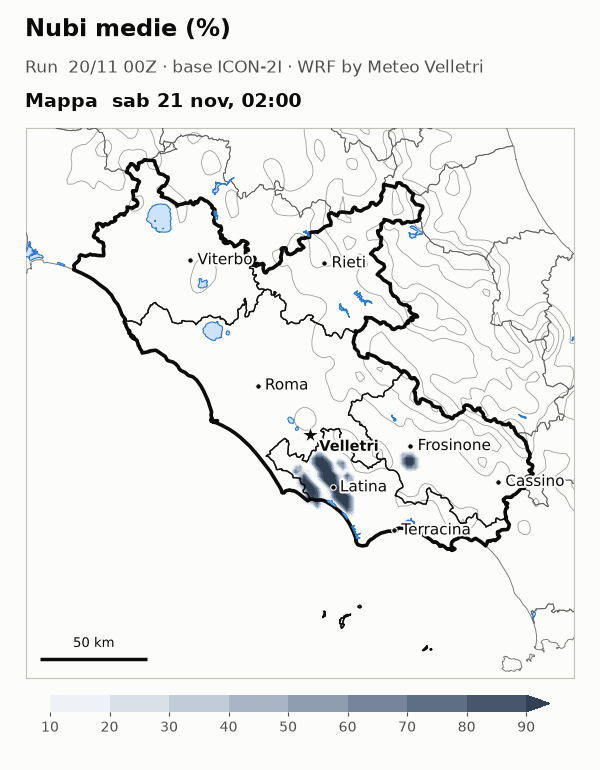 Nubi medie (%)
Run  20/11 00Z · base ICON-2I · WRF by Meteo Velletri
Mappa  sab 21 nov, 02:00
Viterbo
Rieti
Roma
Velletri
Frosinone
Latina
Cassino
Terracina
50 km
10 20 30 40 50 60 70 80 90